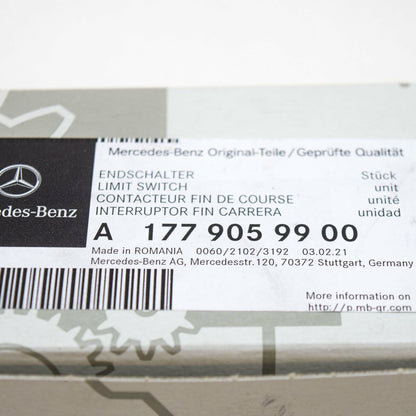 Mercedes-Benz Original-Teile/Geprüfte Qualität
ENDSCHALTER Stück
LIMIT SWITCH unit
CONTACTEUR FIN DE COURSE unité
INTERRUPTOR FIN CARRERA unidad
des-Benz
A 177 905 99 00
Made in ROMANIA 0060/2102/3192 03.02.21
Mercedes-Benz AG, Mercedesstr.120, 70372 Stuttgart, Germany
More information on
http://p.mb-qr.com/